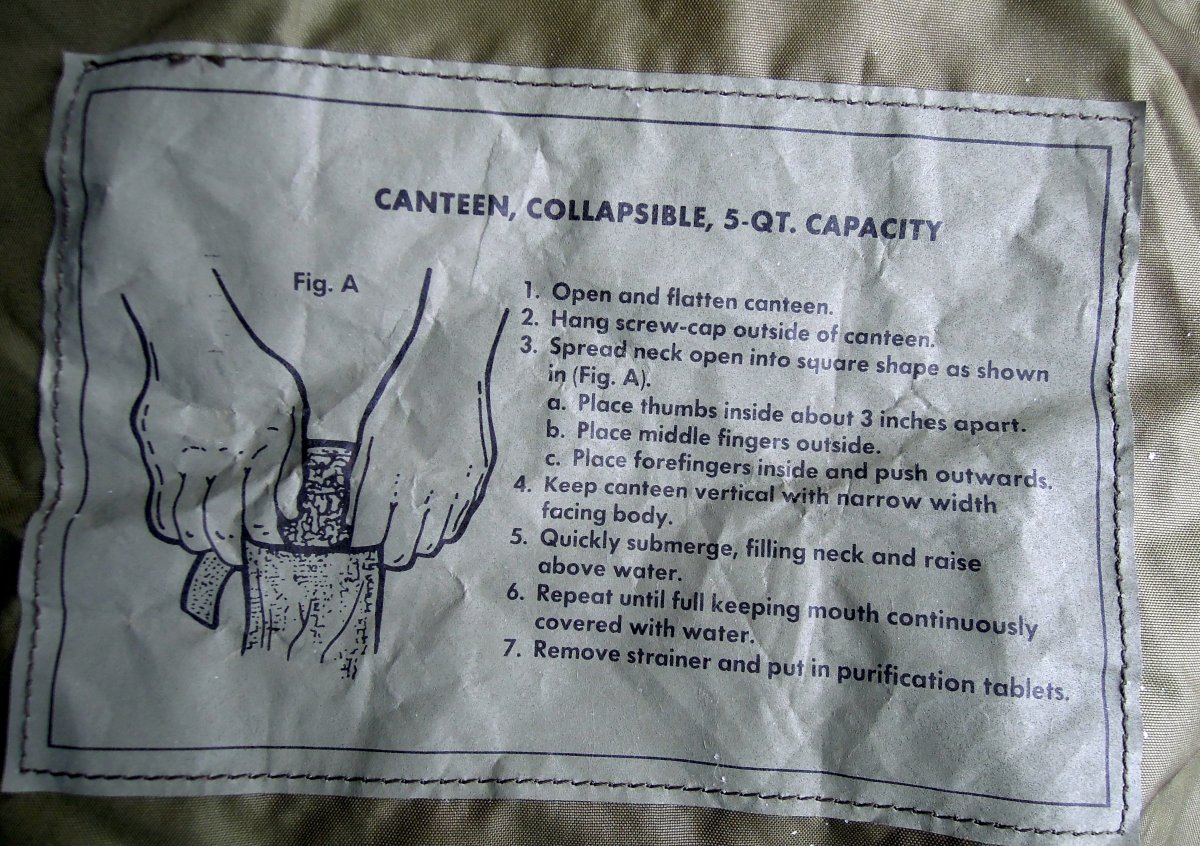 CANTEEN, COLLAPSIBLE, 5-QT. CAPACITY
Fig. A
1. Open and flatten canteen.
2. Hang screw-cap outside of canteen.
3. Spread neck open into square shape as shown
in (Fig. A).
a. Place thumbs inside about 3 inches apart.
b. Place middle fingers outside.
c. Place forefingers inside and push outwards.
4. Keep canteen vertical with narrow width
facing body.
5. Quickly submerge, filling neck and raise
above water.
6. Repeat until full keeping mouth continuously
covered with water.
7. Remove strainer and put in purification tablets.